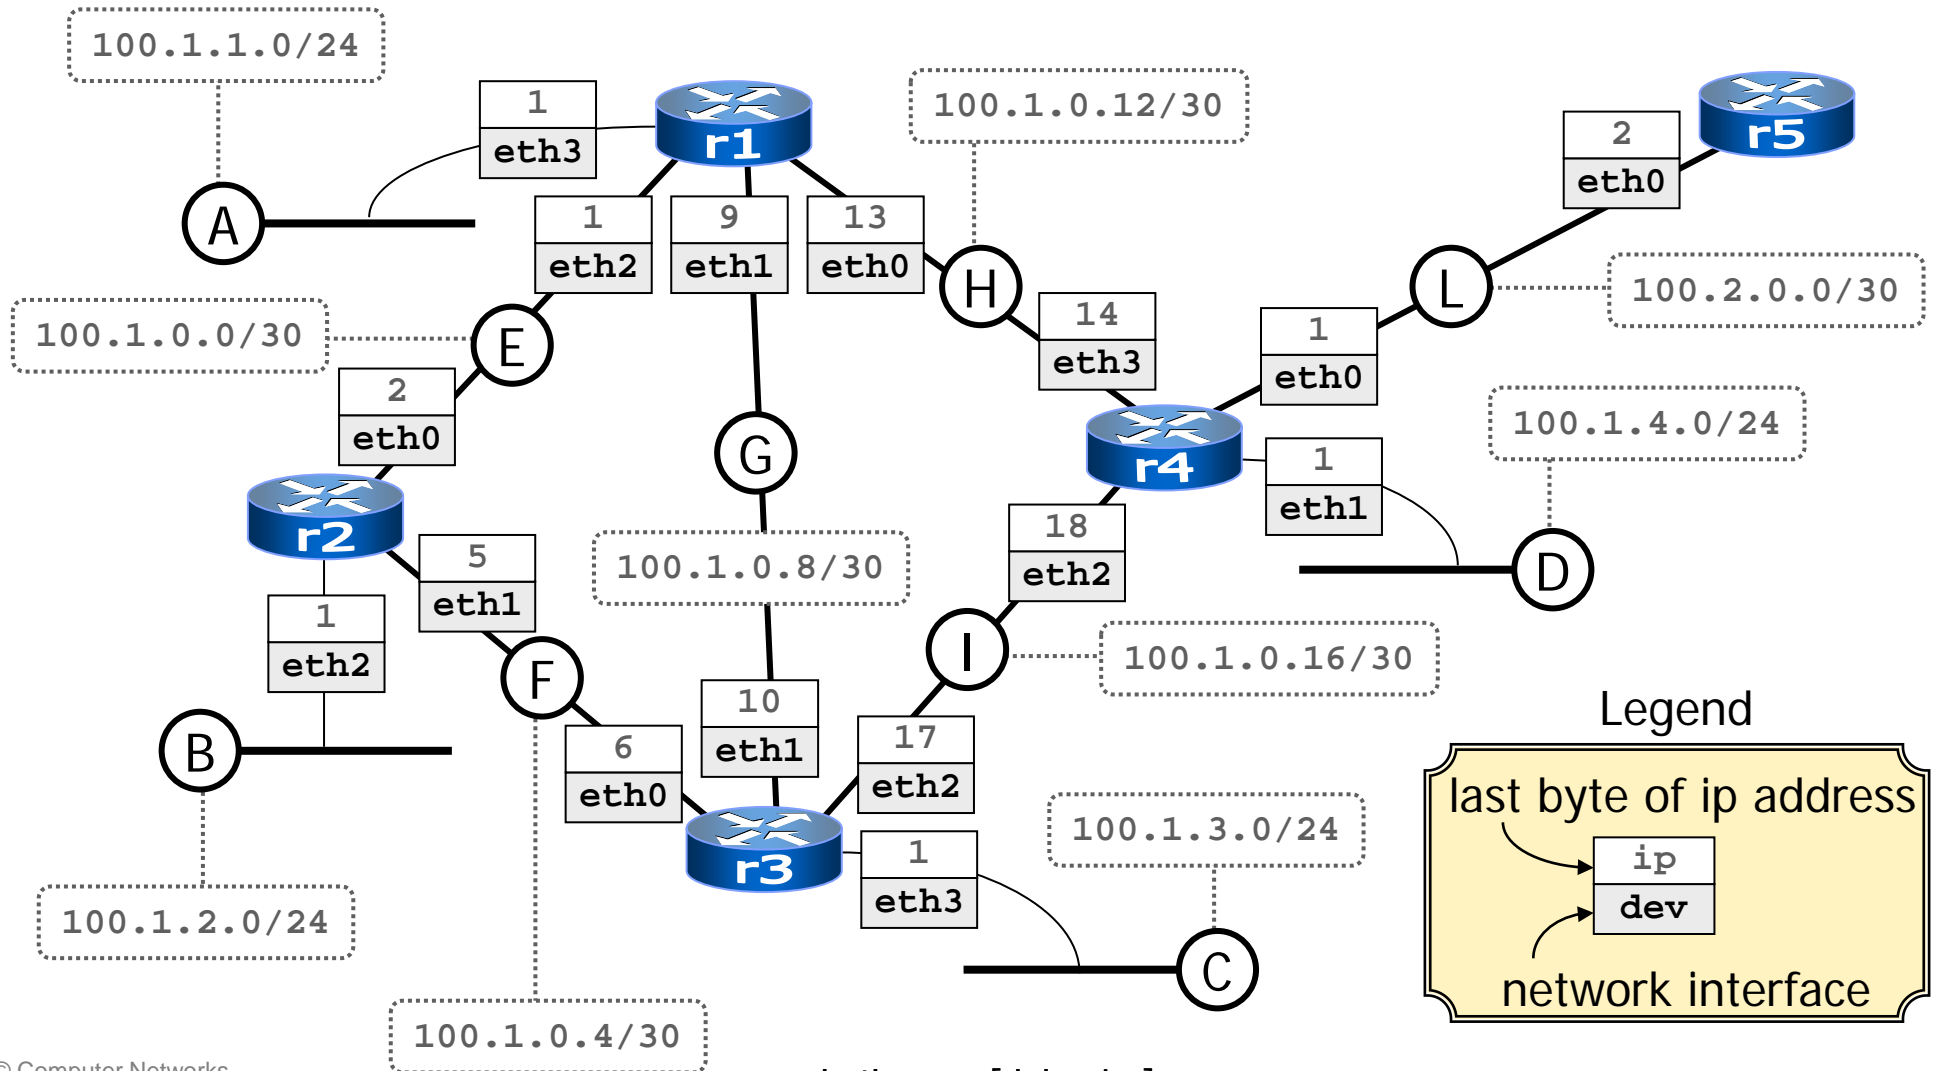 100.1.1.0/24
1
eth3
r1
100.1.0.12/30
2
eth0
r5
A
1
eth2
9
eth1
13
eth0
H
L
100.2.0.0/30
100.1.0.0/30
E
14
eth3
1
eth0
2
eth0
G
r4
1
eth1
100.1.4.0/24
r2
5
eth1
100.1.0.8/30
18
eth2
D
1
eth2
F
I
100.1.0.16/30
B
6
eth0
10
eth1
17
eth2
r3
1
eth3
100.1.3.0/24
C
100.1.2.0/24
100.1.0.4/30
Legend
last byte of ip address
ip
dev
network interface
© Computer Networks